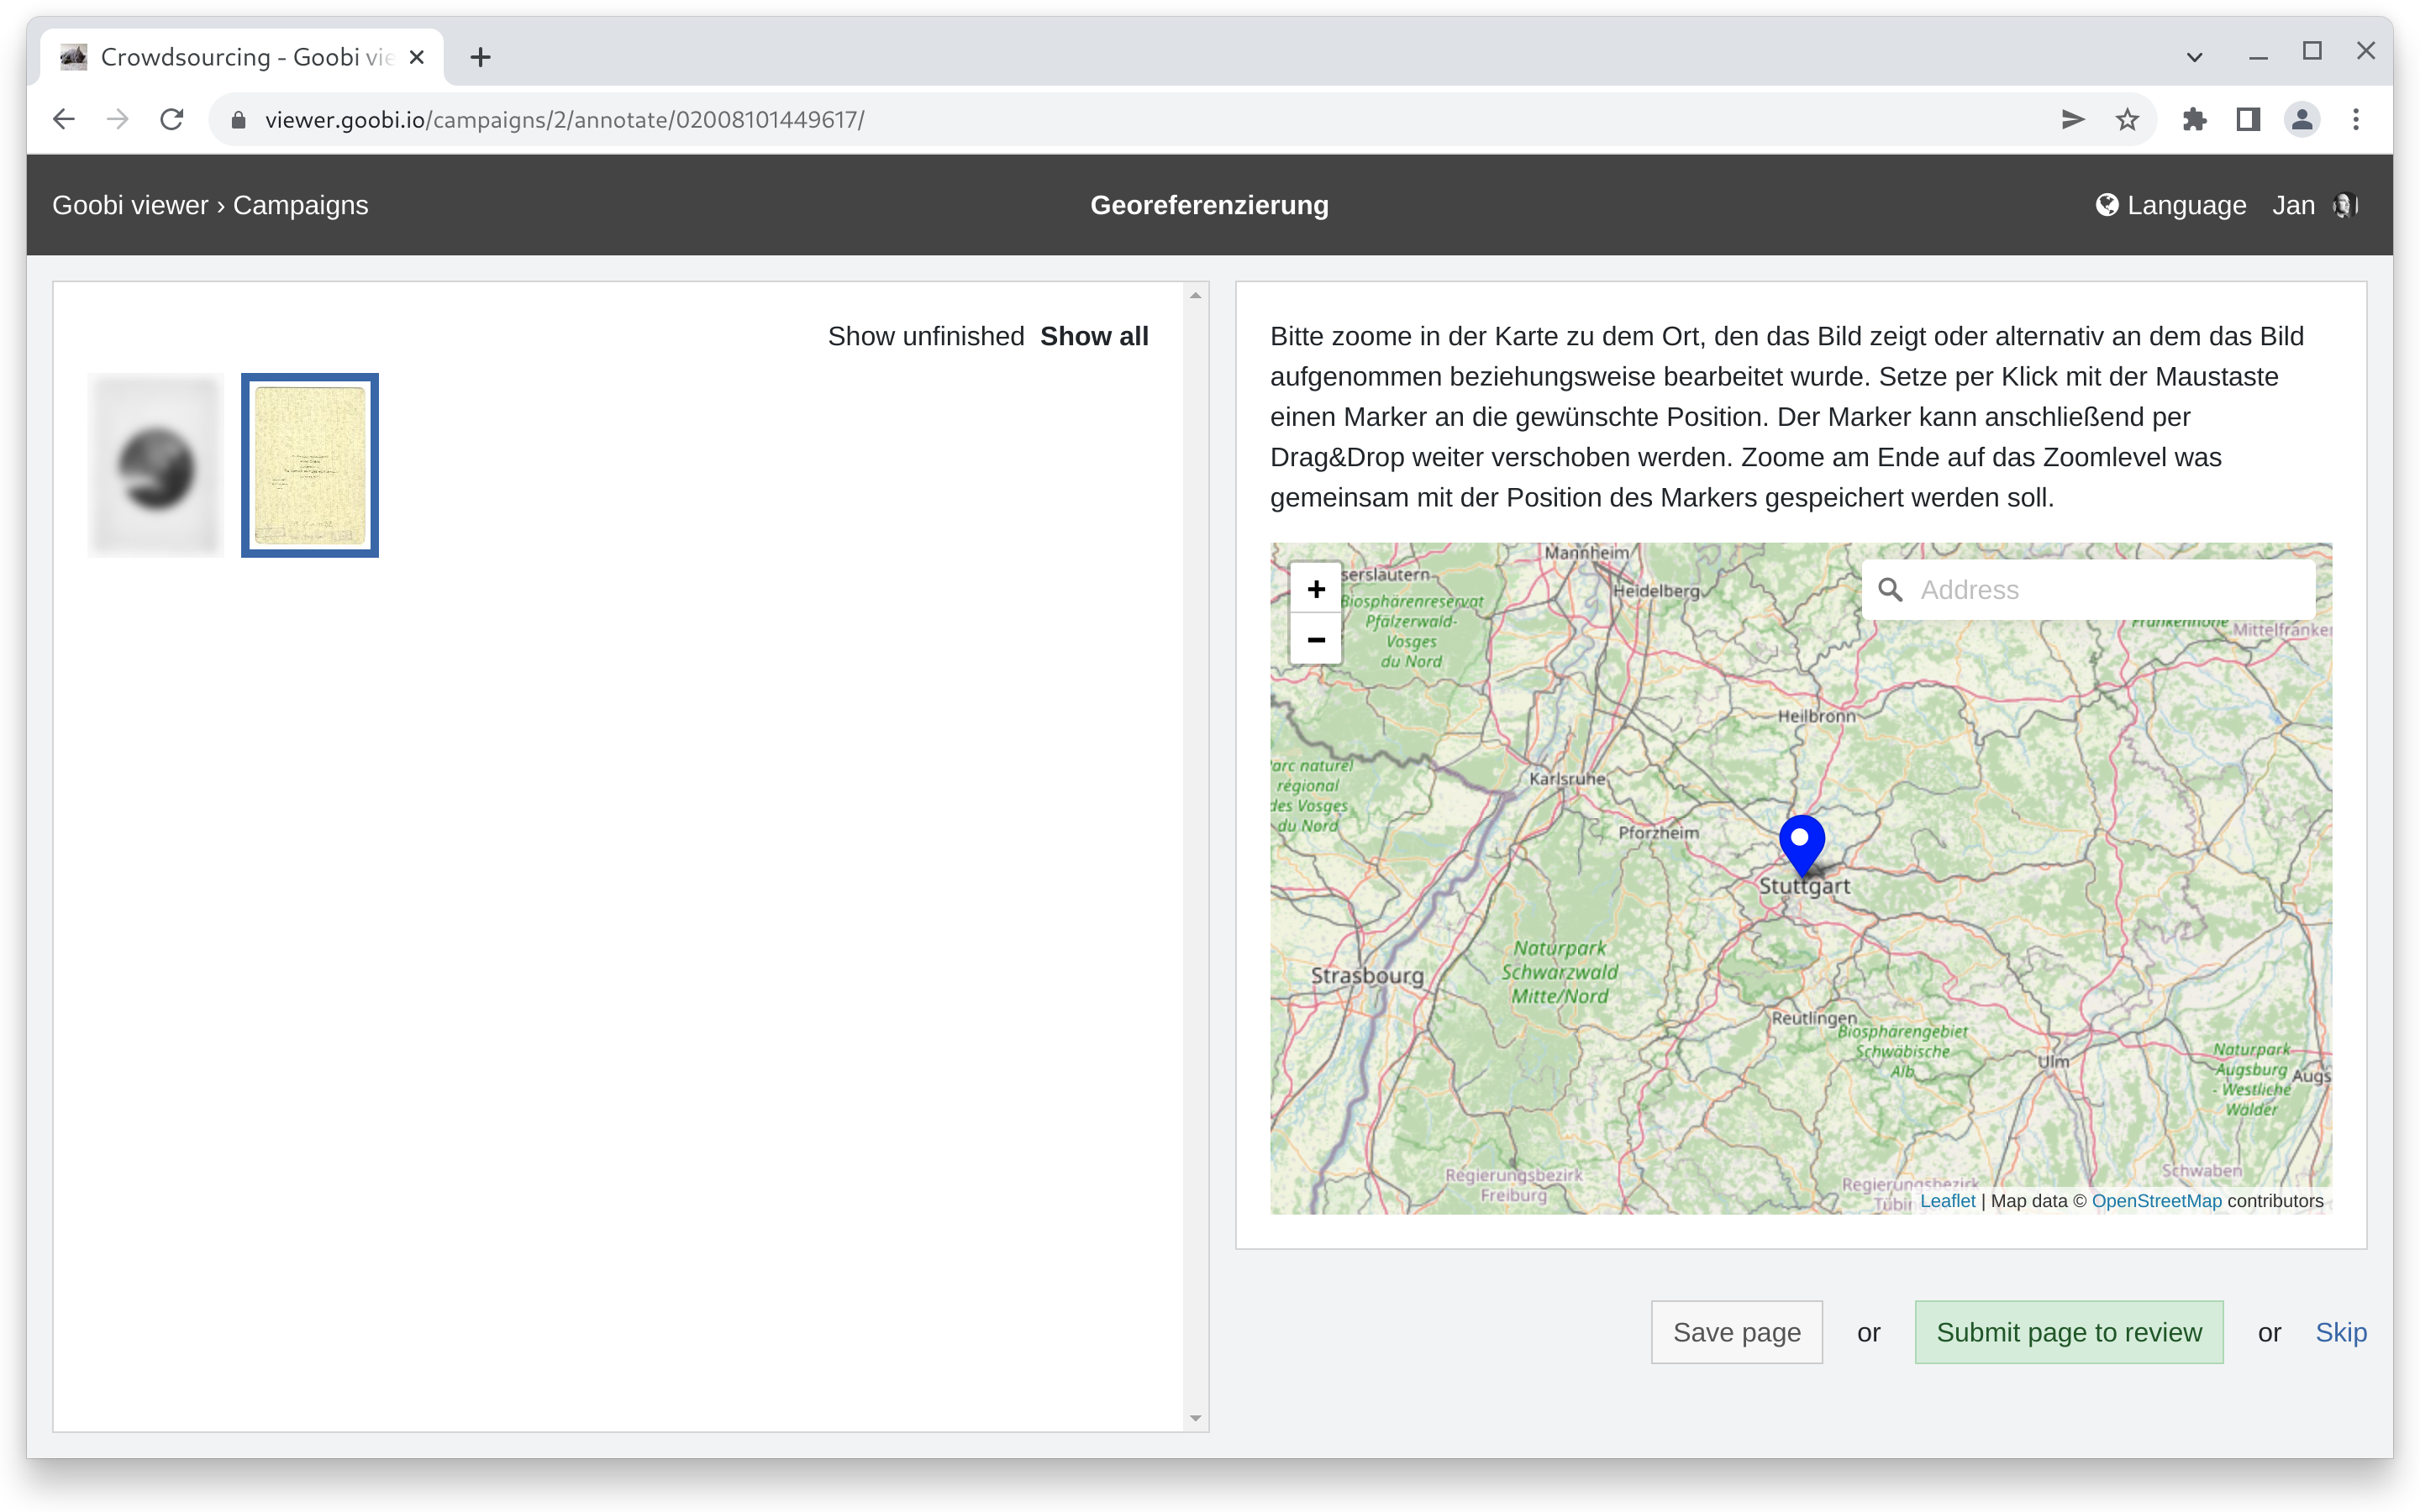 Crowdsourcing - Goobi vie
viewer.goobi.io/campaigns/2/annotate/02008101449617/
Goobi viewer › Campaigns
Georeferenzierung
Language
Jan
Show unfinished Show all
Bitte zoome in der Karte zu dem Ort, den das Bild zeigt oder alternativ an dem das Bild
aufgenommen beziehungsweise bearbeitet wurde. Setze per Klick mit der Maustaste
einen Marker an die gewünschte Position. Der Marker kann anschließend per
Drag&Drop weiter verschoben werden. Zoome am Ende auf das Zoomlevel was
gemeinsam mit der Position des Markers gespeichert werden soll.
+
−
Address
Mannheim
serslautern
Heidelberg
Biosphärenreservat
Pfälzerwald-
Vosges
du Nord
Frankenhöhe
Mittelfranken
Heilbronn
Parc naturel
régional
des Vosges
du Nord
Karlsruhe
Pforzheim
Stuttgart
Strasbourg
Naturpark
Schwarzwald
Mitte/Nord
Reutlingen
Biosphärengebiet
Schwäbische
Alb
Ulm
Naturpark
Augsburg
- Westliche
Wälder
Augs
Regierungsbezirk
Freiburg
Regierungsbezirk
Tübin
Schwaben
Leaflet | Map data © OpenStreetMap contributors
Save page or Submit page to review or Skip